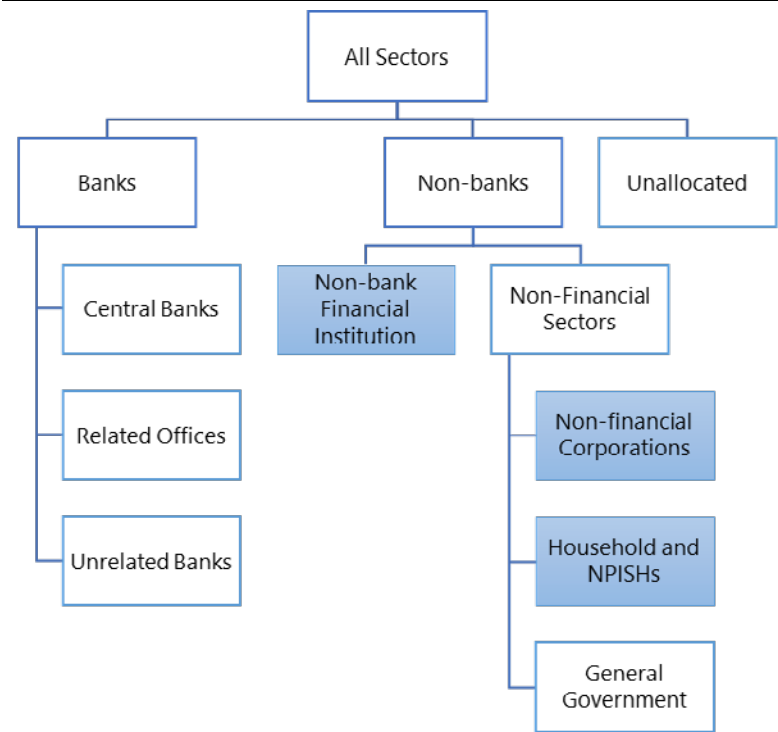 All Sectors
Banks
Non-banks
Unallocated
Central Banks
Related Offices
Unrelated Banks
Non-bank
Financial
Institution
Non-Financial
Sectors
Non-financial
Corporations
Household and
NPISHs
General
Government